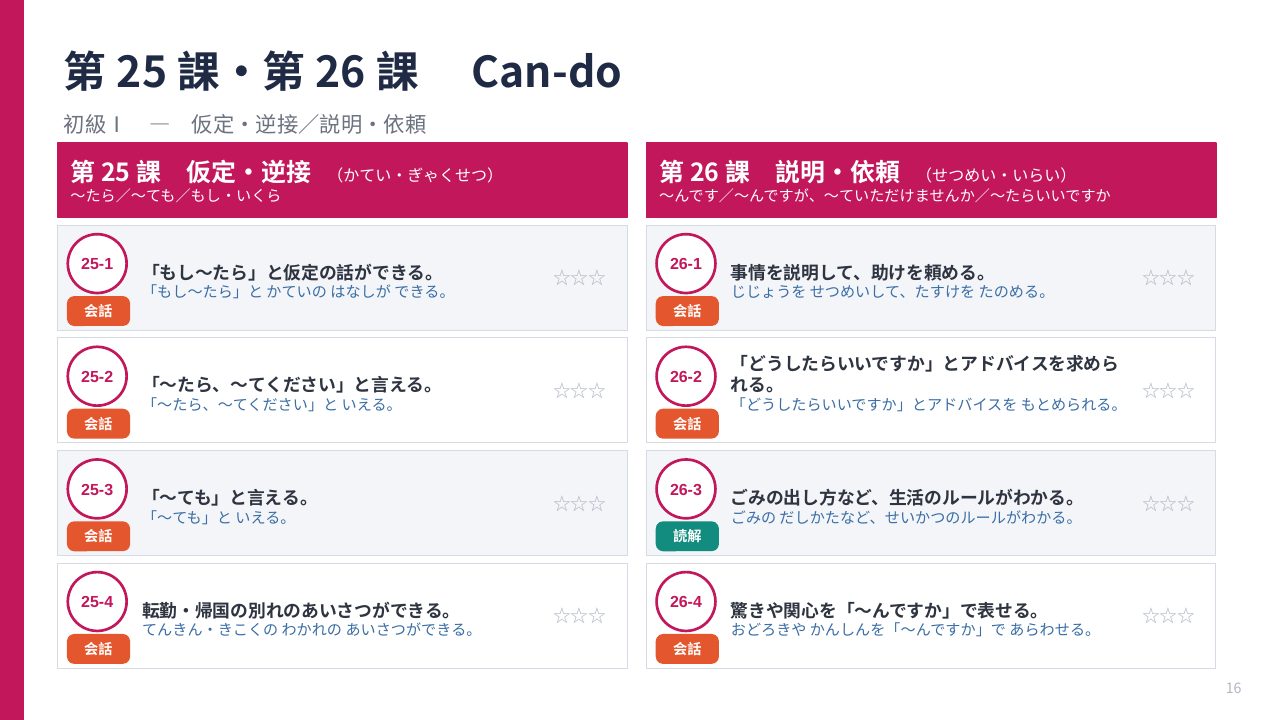 第 25 課・第 26 課　Can-do
初級Ⅰ　—　仮定・逆接／説明・依頼
第 25 課　仮定・逆接　（かてい・ぎゃくせつ）
～たら／～ても／もし・いくら
25-1
会話
「もし～たら」と仮定の話ができる。
「もし～たら」と かていの はなしが できる。
☆☆☆
25-2
会話
「～たら、～てください」と言える。
「～たら、～てください」と いえる。
☆☆☆
25-3
会話
「～ても」と言える。
「～ても」と いえる。
☆☆☆
25-4
会話
転勤・帰国の別れのあいさつができる。
てんきん・きこくの わかれの あいさつができる。
☆☆☆
第 26 課　説明・依頼　（せつめい・いらい）
～んです／～んですが、～ていただけませんか／～たらいいですか
26-1
会話
事情を説明して、助けを頼める。
じじょうを せつめいして、たすけを たのめる。
☆☆☆
26-2
会話
「どうしたらいいですか」とアドバイスを求めら
れる。
「どうしたらいいですか」とアドバイスを もとめられる。
☆☆☆
26-3
読解
ごみの出し方など、生活のルールがわかる。
ごみの だしかたなど、せいかつのルールがわかる。
☆☆☆
26-4
会話
驚きや関心を「～んですか」で表せる。
おどろきや かんしんを「～んですか」で あらわせる。
☆☆☆
16